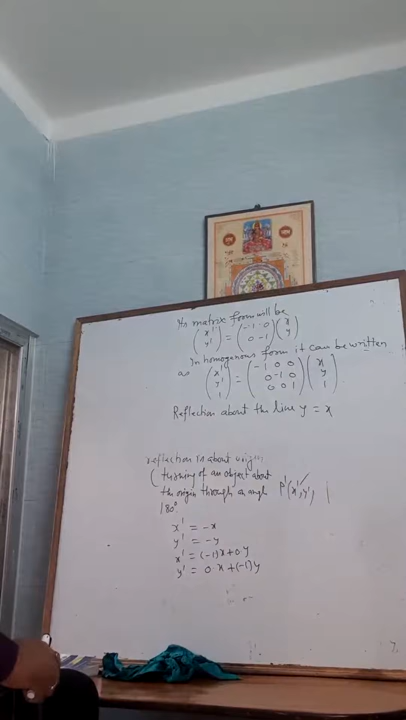 Its matrix form will be
(x' y') = (-1 0 0 -1) (x y)
In homogenous form it can be written
as (x' y' 1) = (-1 0 0 0 -1 0 0 0 1) (x y 1)
Reflection about the line y = x
reflection is about origin
( turning of an object about
the origin through an angle P'(x', y')
180°
x' = -x
y' = -y
x' = (-1)x + 0.y
y' = 0.x + (-1)y